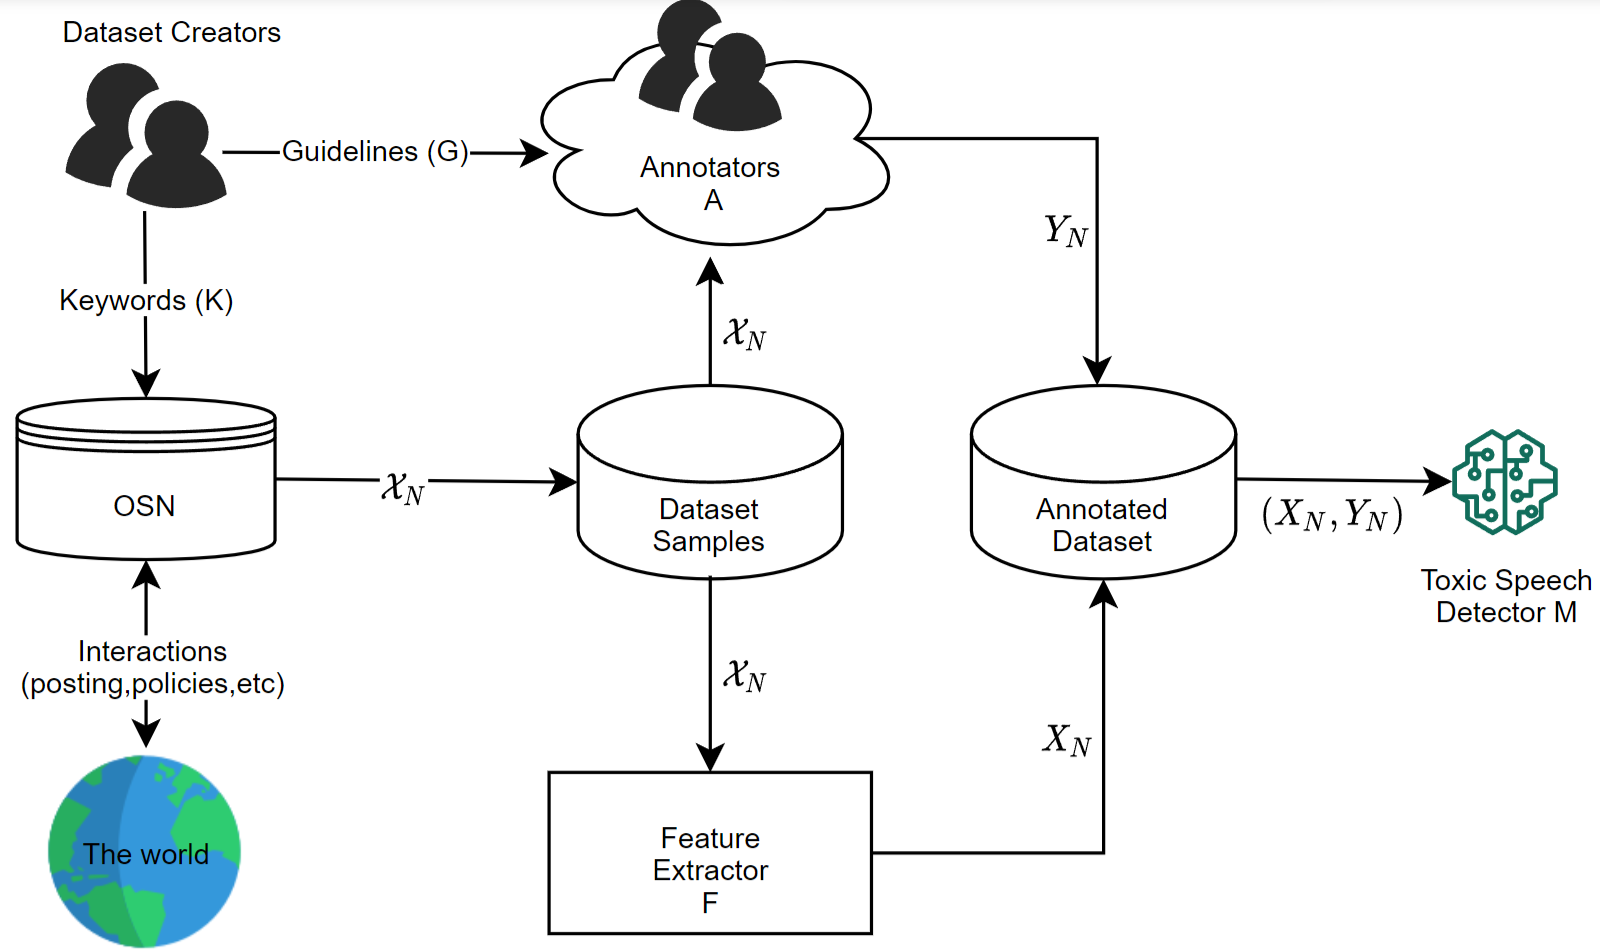 Dataset Creators
Guidelines (G)
Annotators
A
Keywords (K)
Y_N
𝒳_N
OSN
𝒳_N
Dataset
Samples
Annotated
Dataset
(X_N, Y_N)
Toxic Speech
Detector M
Interactions
(posting,policies,etc)
𝒳_N
X_N
The world
Feature
Extractor
F